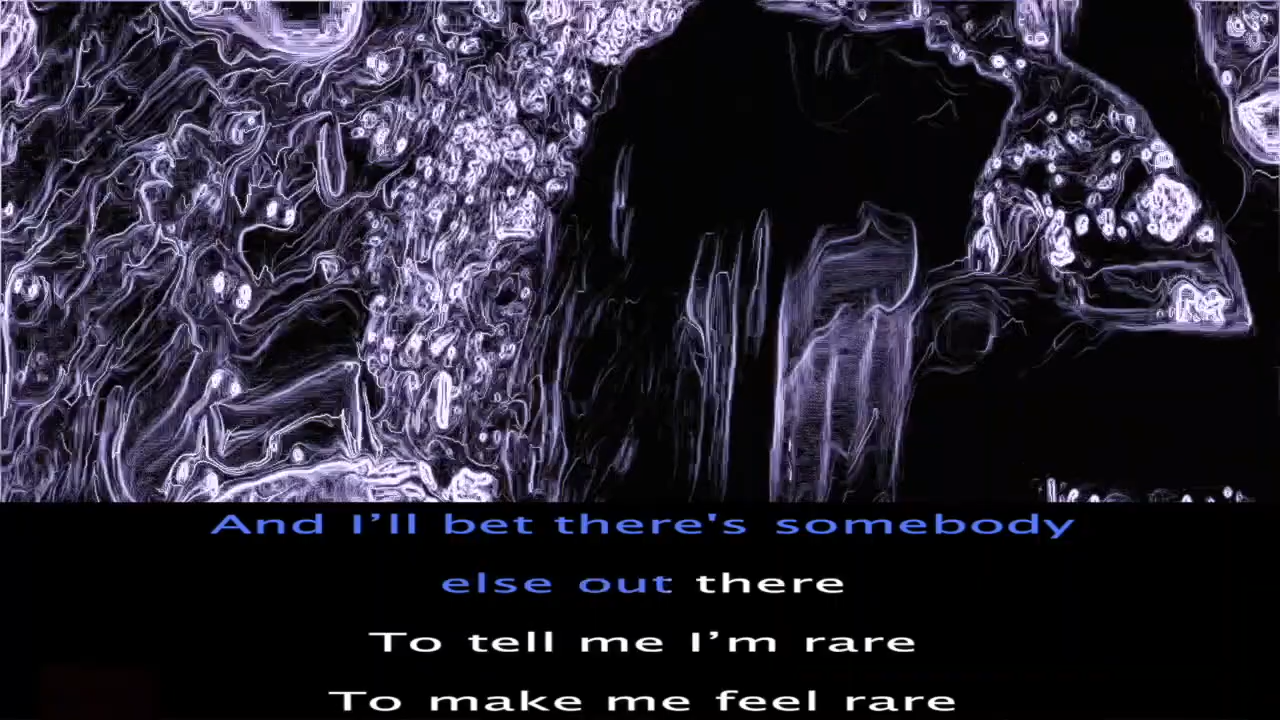 And I’ll bet there's somebody
else out there
To tell me I’m rare
To make me feel rare